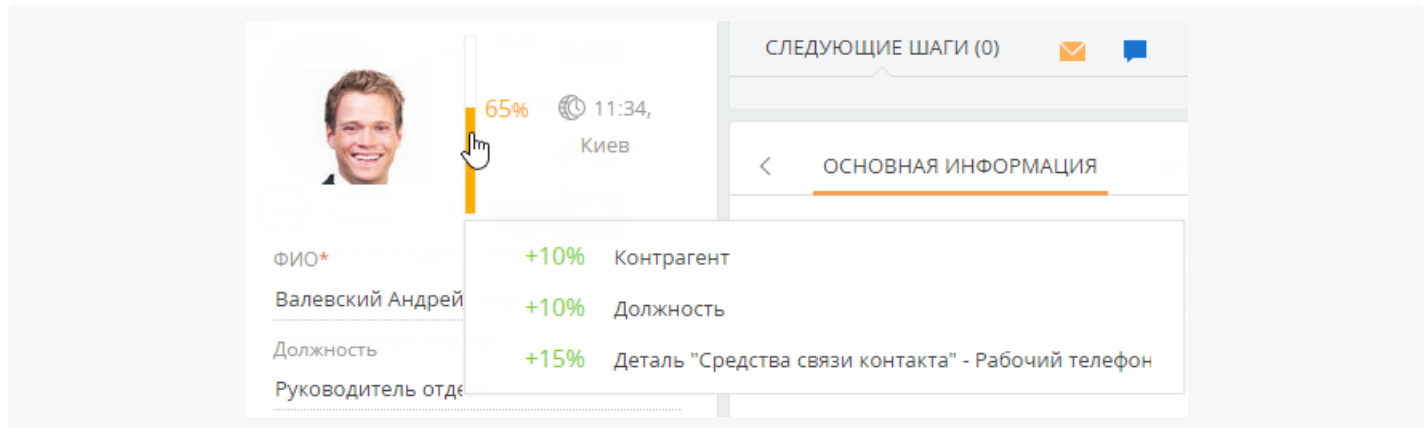 СЛЕДУЮЩИЕ ШАГИ (0)
65%
11:34,
Киев
ОСНОВНАЯ ИНФОРМАЦИЯ
ФИО*
Валевский Андрей
Должность
Руководитель отде
+10% Контрагент
+10% Должность
+15% Деталь "Средства связи контакта" - Рабочий телефон